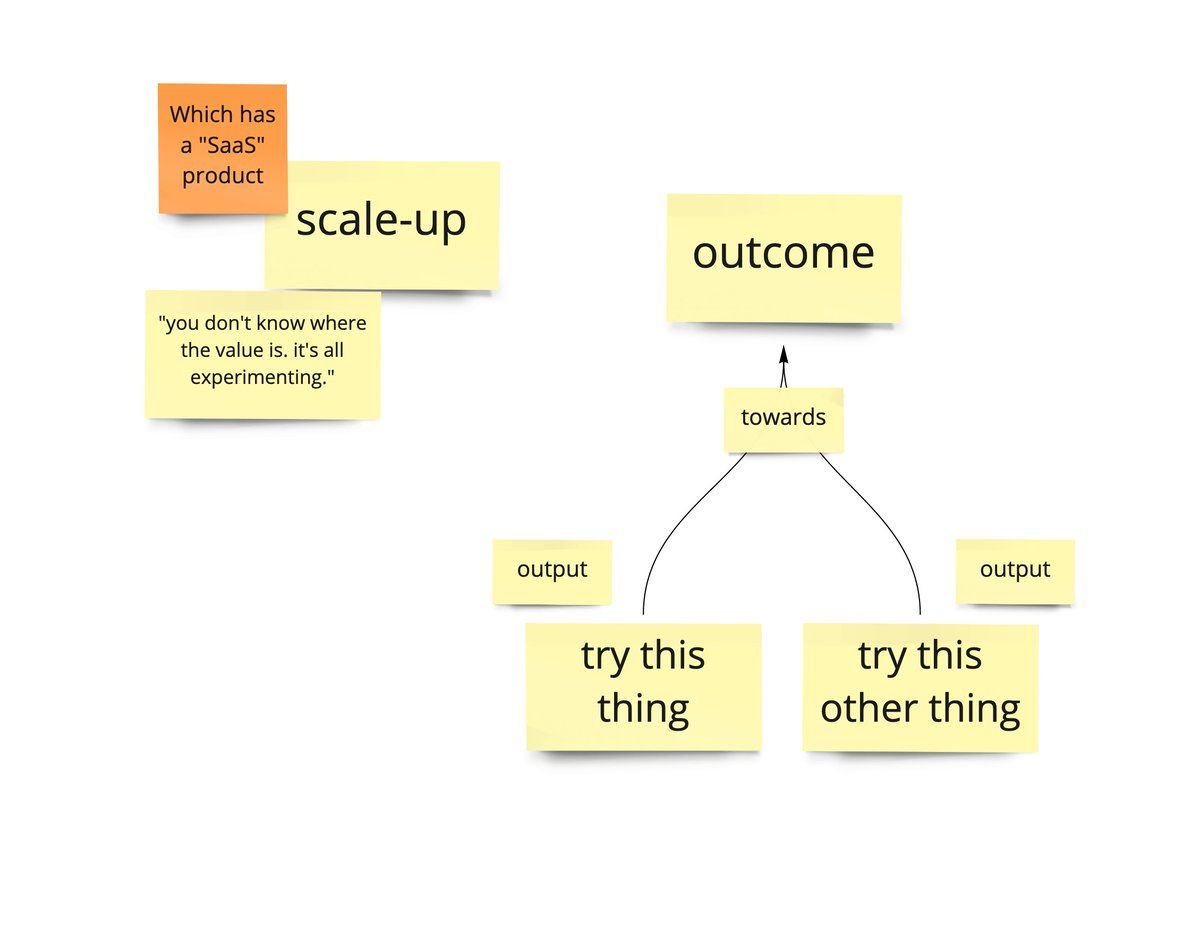 Which has
a "SaaS"
product
scale-up
"you don't know where
the value is. it's all
experimenting."
outcome
towards
output
output
try this
thing
try this
other thing